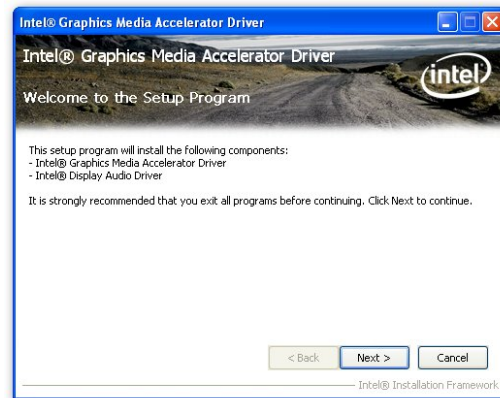 Intel® Graphics Media Accelerator Driver
Intel® Graphics Media Accelerator Driver
intel
Welcome to the Setup Program
This setup program will install the following components:
- Intel® Graphics Media Accelerator Driver
- Intel® Display Audio Driver
It is strongly recommended that you exit all programs before continuing. Click Next to continue.
< Back Next > Cancel
Intel® Installation Framework